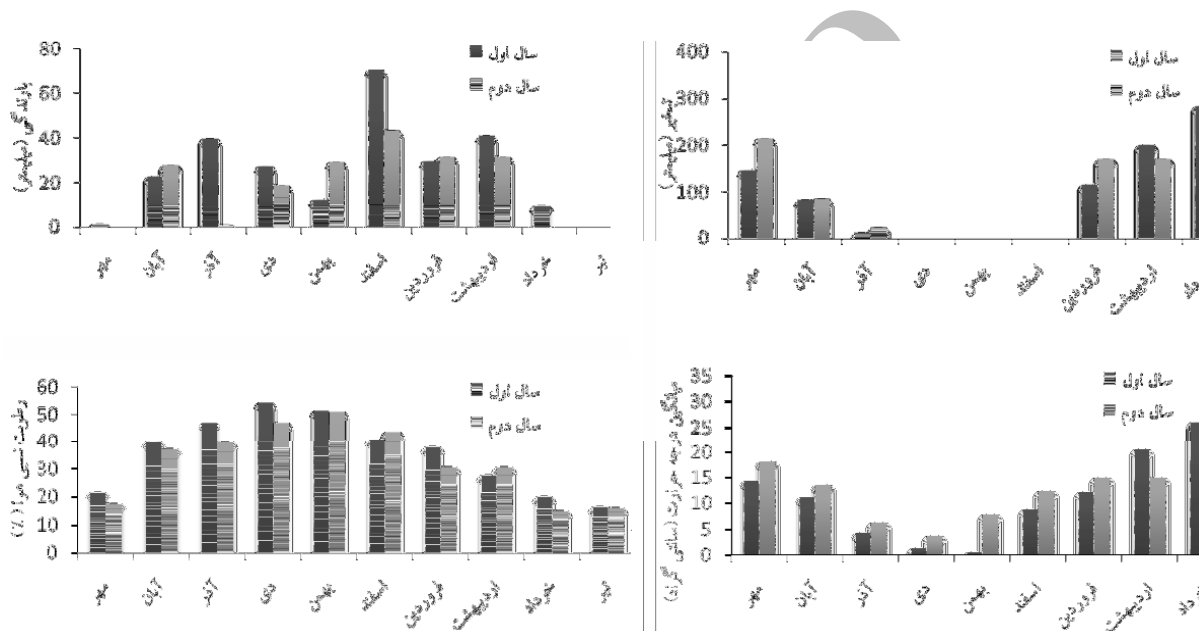 بارندگی (میلیمتر)
80
60
40
20
0
سال اول
سال دوم
مهر آبان آذر دی بهمن اسفند فروردین اردیبهشت خرداد تیر
تبخیر (میلیمتر)
400
300
200
100
0
سال اول
سال دوم
مهر آبان آذر دی بهمن اسفند فروردین اردیبهشت داد
رطوبت نسبی هوا (%)
60
50
40
30
20
10
0
سال اول
سال دوم
مهر آبان آذر دی بهمن اسفند فروردین اردیبهشت خرداد تیر
میانگین درجه حرارت (سانتی گراد)
35
30
25
20
15
10
5
0
سال اول
سال دوم
مهر آبان آذر دی بهمن اسفند فروردین اردیبهشت داد